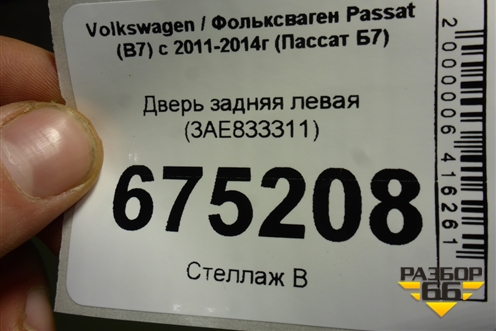 Volkswagen / Фольксваген Passat
(B7) с 2011-2014г (Пассат Б7)
Дверь задняя левая
(3AE833311)
675208
Стеллаж В
2000006416261
РАЗБОР
66